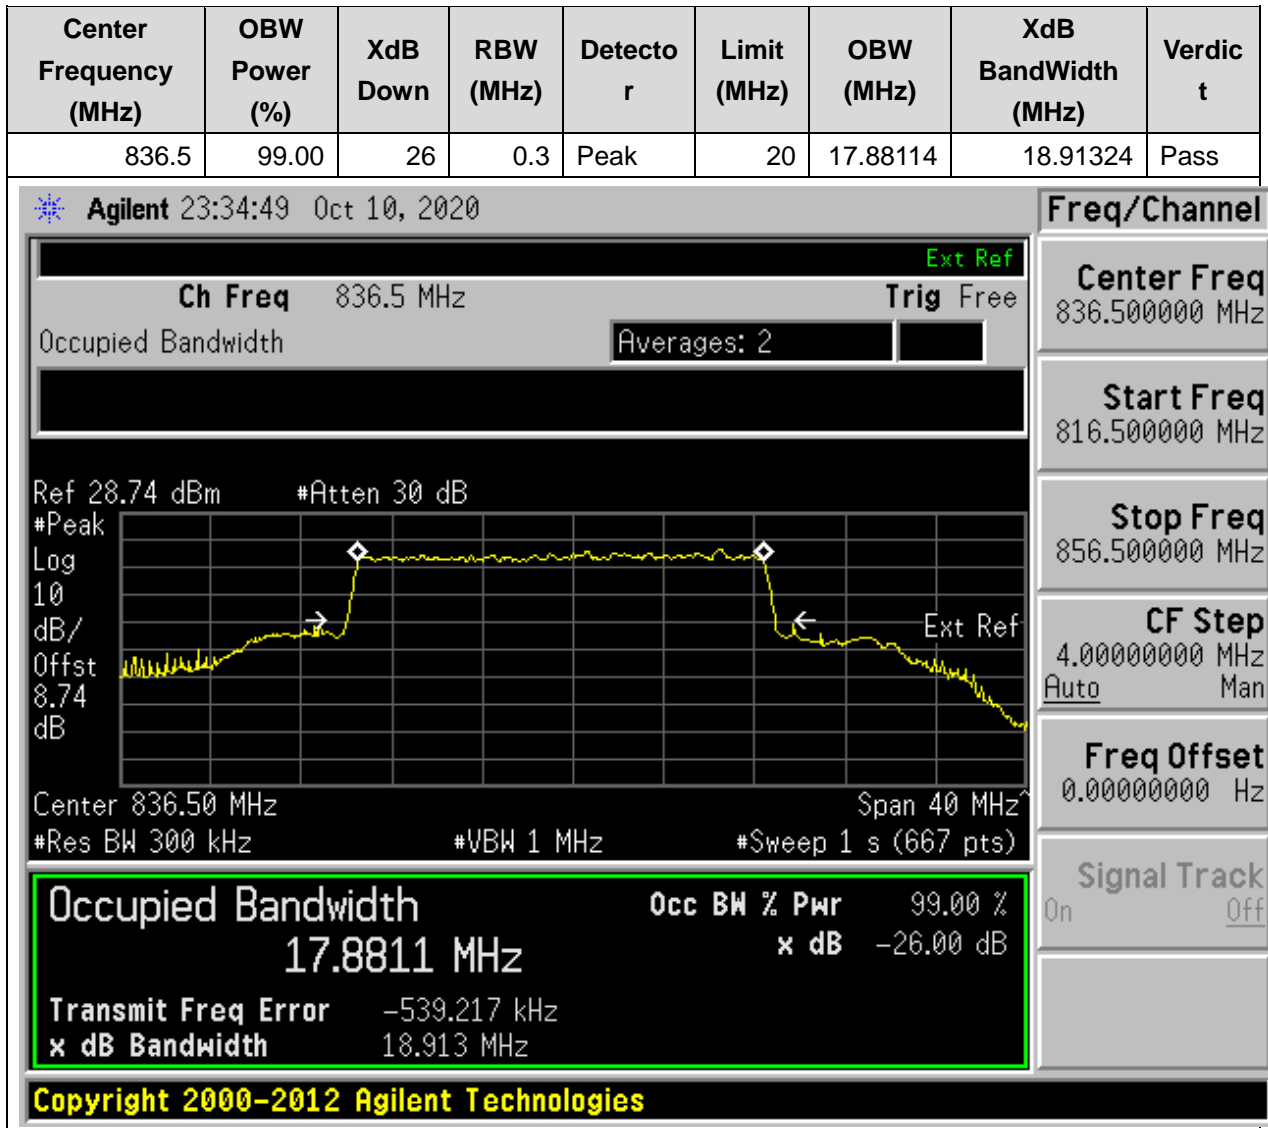 Center Frequency (MHz) OBW Power (%) XdB Down RBW (MHz) Detector Limit (MHz) OBW (MHz) XdB BandWidth (MHz) Verdict
836.5 99.00 26 0.3 Peak 20 17.88114 18.91324 Pass
Agilent 23:34:49 Oct 10, 2020 Freq/Channel
Ext Ref
Ch Freq 836.5 MHz Trig Free
Occupied Bandwidth Averages: 2
Center Freq
836.500000 MHz
Start Freq
816.500000 MHz
Stop Freq
856.500000 MHz
CF Step
4.00000000 MHz
Auto Man
Freq Offset
0.00000000 Hz
Signal Track
On Off
Ref 28.74 dBm #Atten 30 dB
#Peak
Log
10
dB/
Offst
8.74
dB
Ext Ref
Center 836.50 MHz Span 40 MHz^
#Res BW 300 kHz #VBW 1 MHz #Sweep 1 s (667 pts)
Occupied Bandwidth Occ BW % Pwr 99.00 %
17.8811 MHz x dB -26.00 dB
Transmit Freq Error -539.217 kHz
x dB Bandwidth 18.913 MHz
Copyright 2000-2012 Agilent Technologies